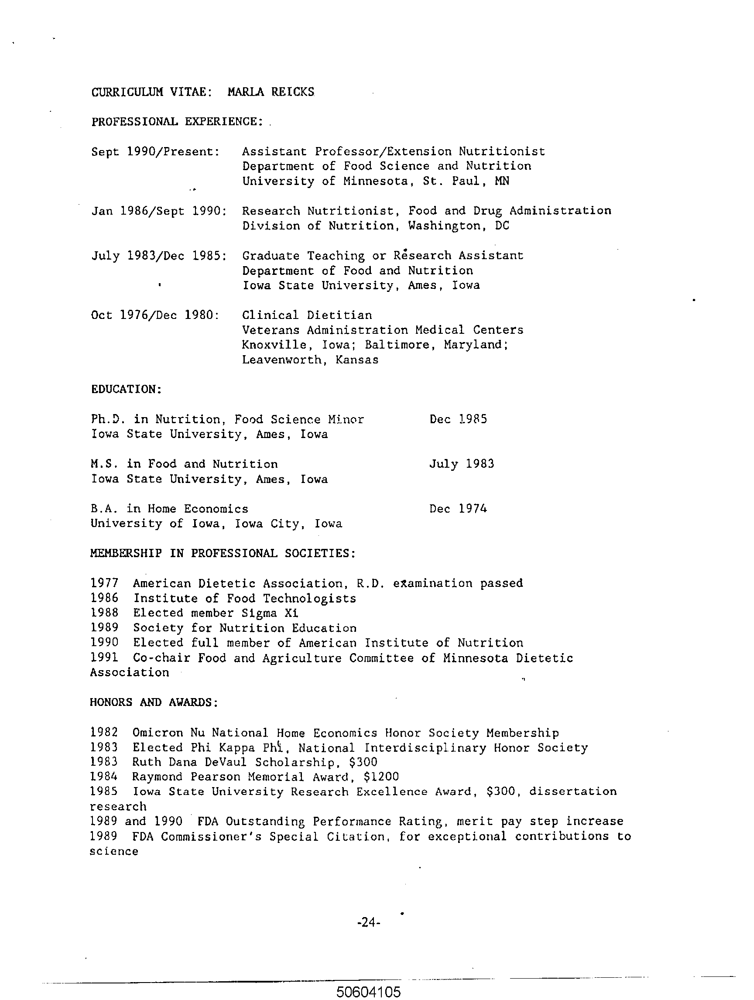 CURRICULUM VITAE: MARLA REICKS
PROFESSIONAL EXPERIENCE:
Sept 1990/Present: Assistant Professor/Extension Nutritionist
Department of Food Science and Nutrition
University of Minnesota, St. Paul, MN
Jan 1986/Sept 1990: Research Nutritionist, Food and Drug Administration
Division of Nutrition, Washington, DC
July 1983/Dec 1985: Graduate Teaching or Research Assistant
Department of Food and Nutrition
Iowa State University, Ames, Iowa
Oct 1976/Dec 1980: Clinical Dietitian
Veterans Administration Medical Centers
Knoxville, Iowa; Baltimore, Maryland;
Leavenworth, Kansas
EDUCATION:
Ph.D. in Nutrition, Food Science Minor Dec 1985
Iowa State University, Ames, Iowa
M.S. in Food and Nutrition July 1983
Iowa State University, Ames, Iowa
B.A. in Home Economics Dec 1974
University of Iowa, Iowa City, Iowa
MEMBERSHIP IN PROFESSIONAL SOCIETIES:
1977 American Dietetic Association, R.D. examination passed
1986 Institute of Food Technologists
1988 Elected member Sigma Xi
1989 Society for Nutrition Education
1990 Elected full member of American Institute of Nutrition
1991 Co-chair Food and Agriculture Committee of Minnesota Dietetic
Association
HONORS AND AWARDS:
1982 Omicron Nu National Home Economics Honor Society Membership
1983 Elected Phi Kappa Phi, National Interdisciplinary Honor Society
1983 Ruth Dana DeVaul Scholarship, $300
1984 Raymond Pearson Memorial Award, $1200
1985 Iowa State University Research Excellence Award, $300, dissertation
research
1989 and 1990 FDA Outstanding Performance Rating, merit pay step increase
1989 FDA Commissioner's Special Citation, for exceptional contributions to
science
-24-
50604105